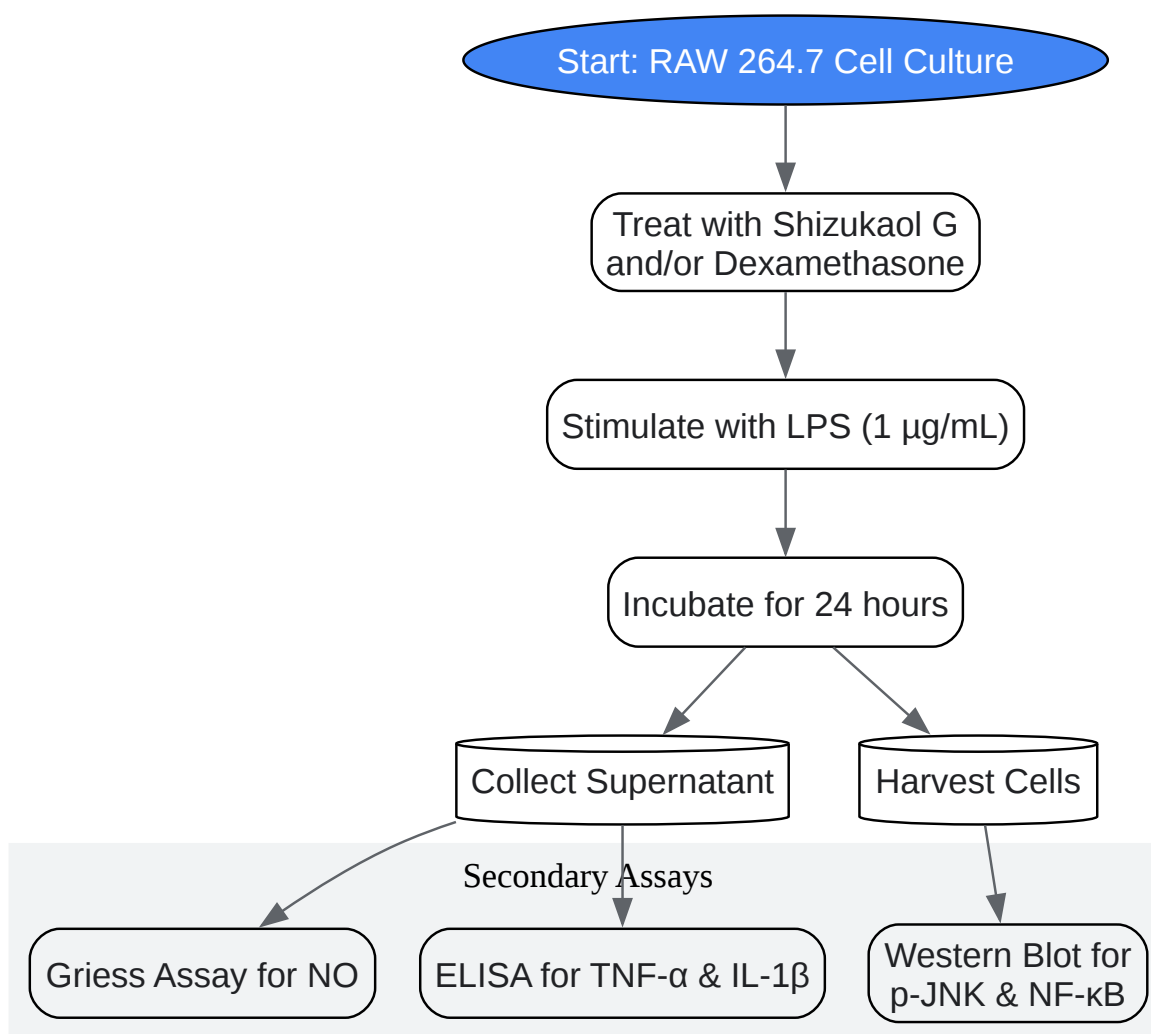 Start: RAW 264.7 Cell Culture
Treat with Shizukaol G
and/or Dexamethasone
Stimulate with LPS (1 µg/mL)
Incubate for 24 hours
Collect Supernatant
Harvest Cells
Secondary Assays
Griess Assay for NO
ELISA for TNF-α & IL-1β
Western Blot for
p-JNK & NF-κB